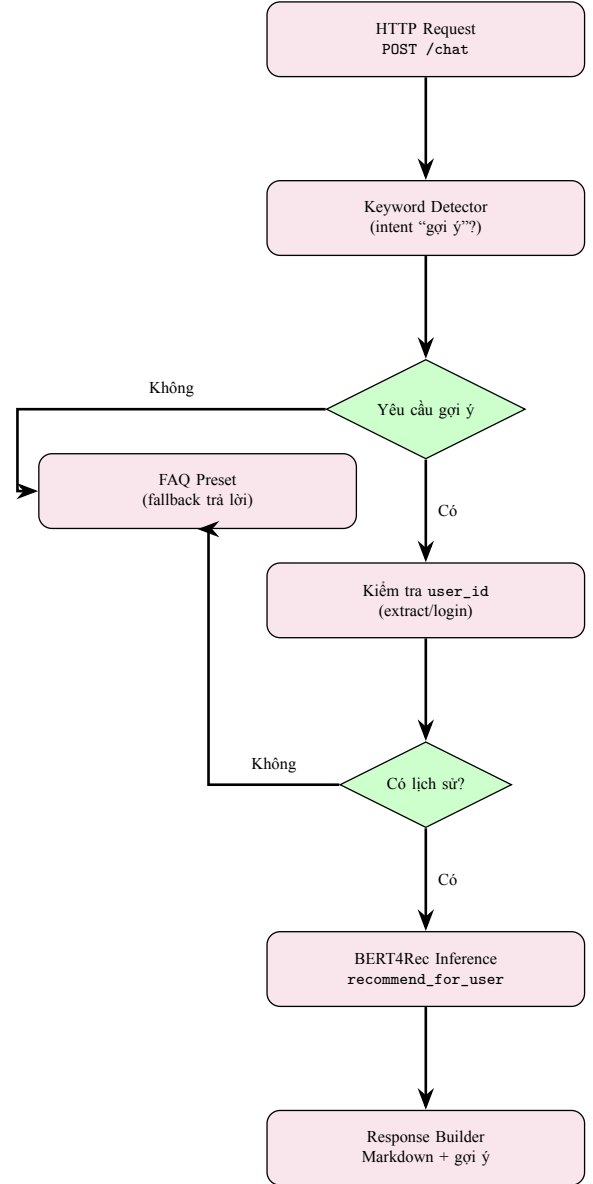 HTTP Request
POST /chat
Keyword Detector
(intent “gợi ý”?)
Không
Yêu cầu gợi ý
FAQ Preset
(fallback trả lời)
Có
Kiểm tra user_id
(extract/login)
Không
Có lịch sử?
Có
BERT4Rec Inference
recommend_for_user
Response Builder
Markdown + gợi ý